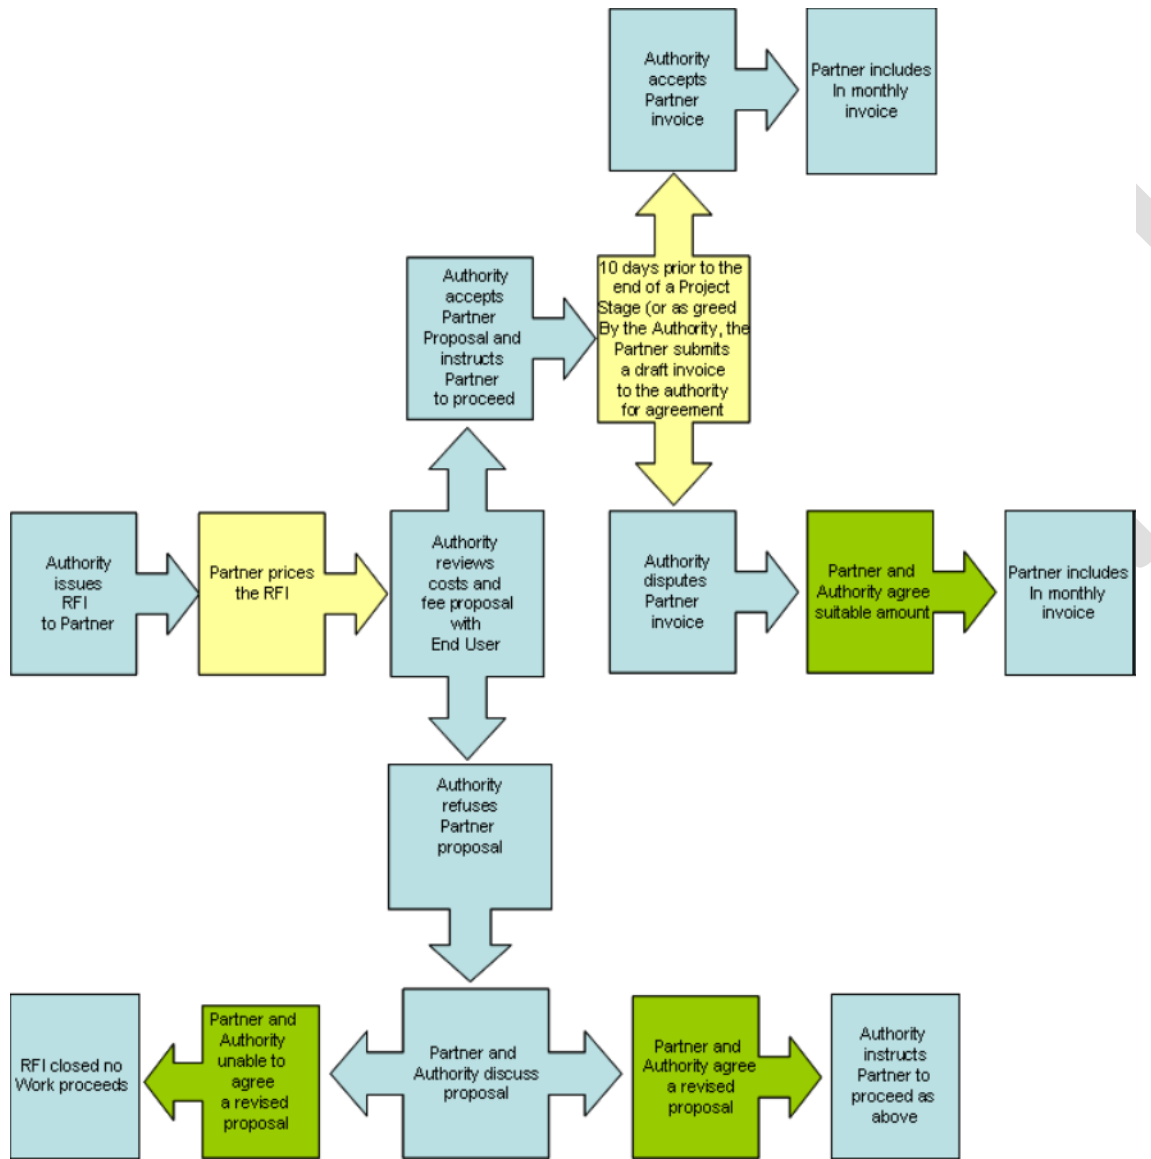 Authority
accepts
Partner
invoice
Partner includes
In monthly
invoice
Authority
accepts
Partner
Proposal and
instructs
Partner
to proceed
10 days prior to the
end of a Project
Stage (or as greed
By the Authority, the
Partner submits
a draft invoice
to the authority
for agreement
Authority
issues
RFI
to Partner
Partner prices
the RFI
Authority
reviews
costs and
fee proposal
with
End User
Authority
disputes
Partner
invoice
Partner and
Authority agree
suitable amount
Partner includes
In monthly
invoice
Authority
refuses
Partner
proposal
RFI closed no
Work proceeds
Partner and
Authority
unable to
agree
a revised
proposal
Partner and
Authority discuss
proposal
Partner and
Authority agree
a revised
proposal
Authority
instructs
Partner to
proceed as
above